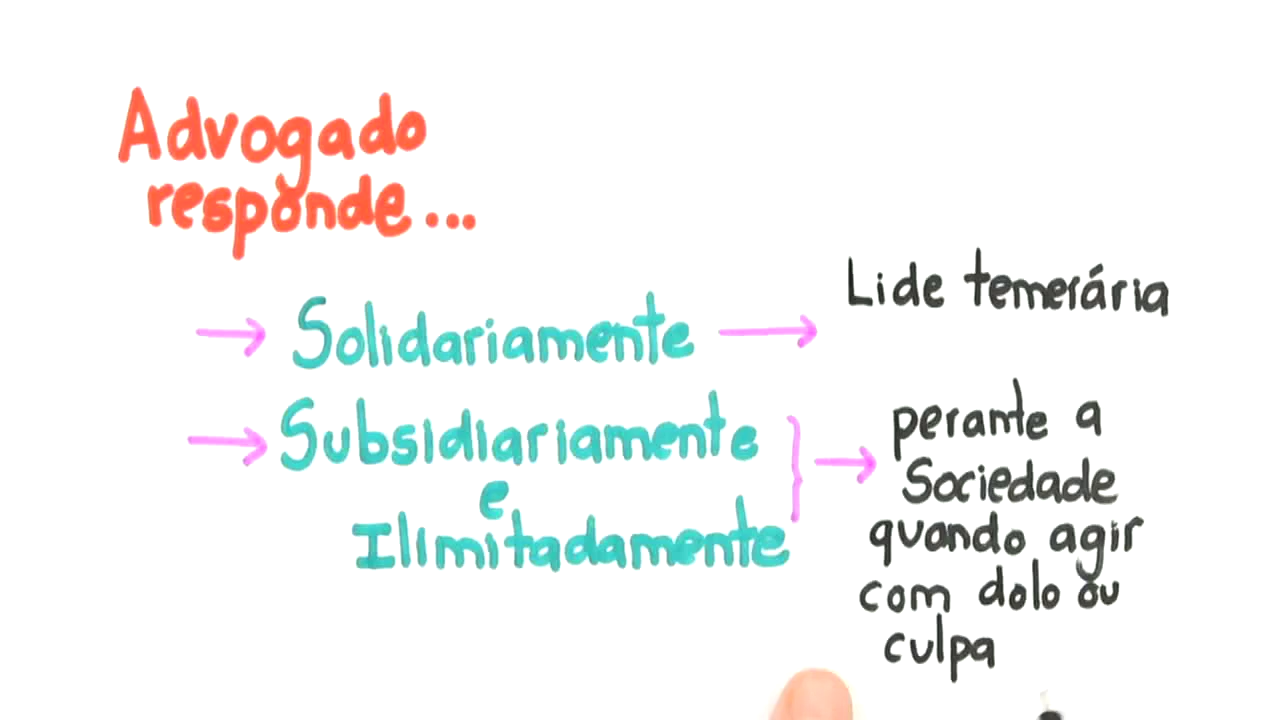 Advogado
responde...
Solidariamente
Lide temerária
Subsidiariamente
e
Ilimitadamente
perante a
Sociedade
quando agir
com dolo ou
culpa